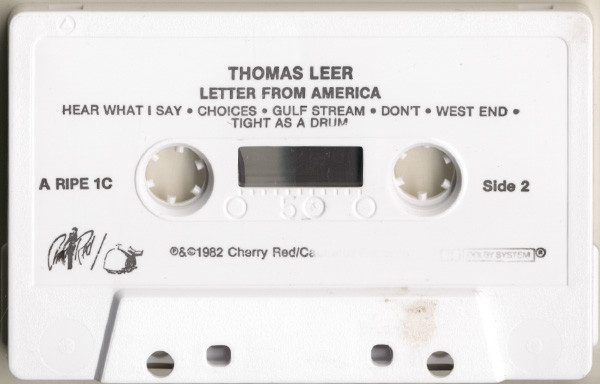 THOMAS LEER
LETTER FROM AMERICA
HEAR WHAT I SAY • CHOICES • GULF STREAM • DON'T • WEST END •
TIGHT AS A DRUM
A RIPE 1C
50
Side 2
℗&©1982 Cherry Red/
SYSTEM®